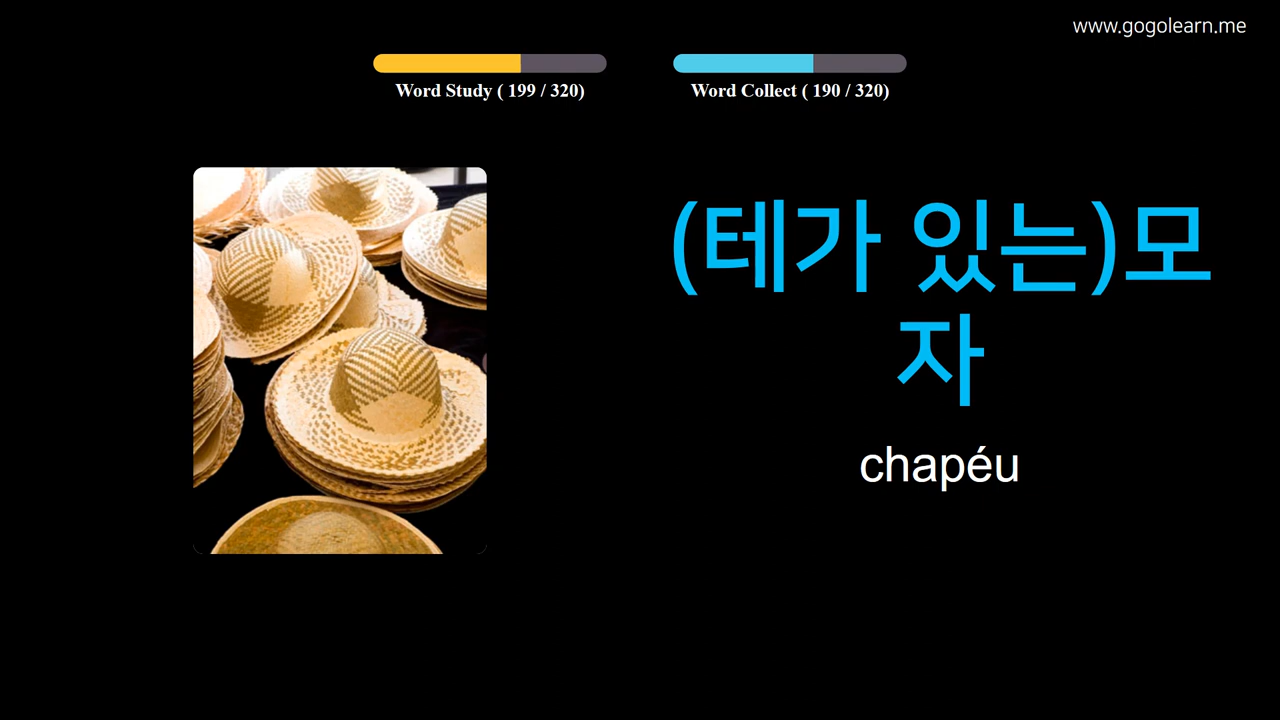 www.gogolearn.me
Word Study ( 199 / 320)
Word Collect ( 190 / 320)
(테가 있는)모
자
chapéu